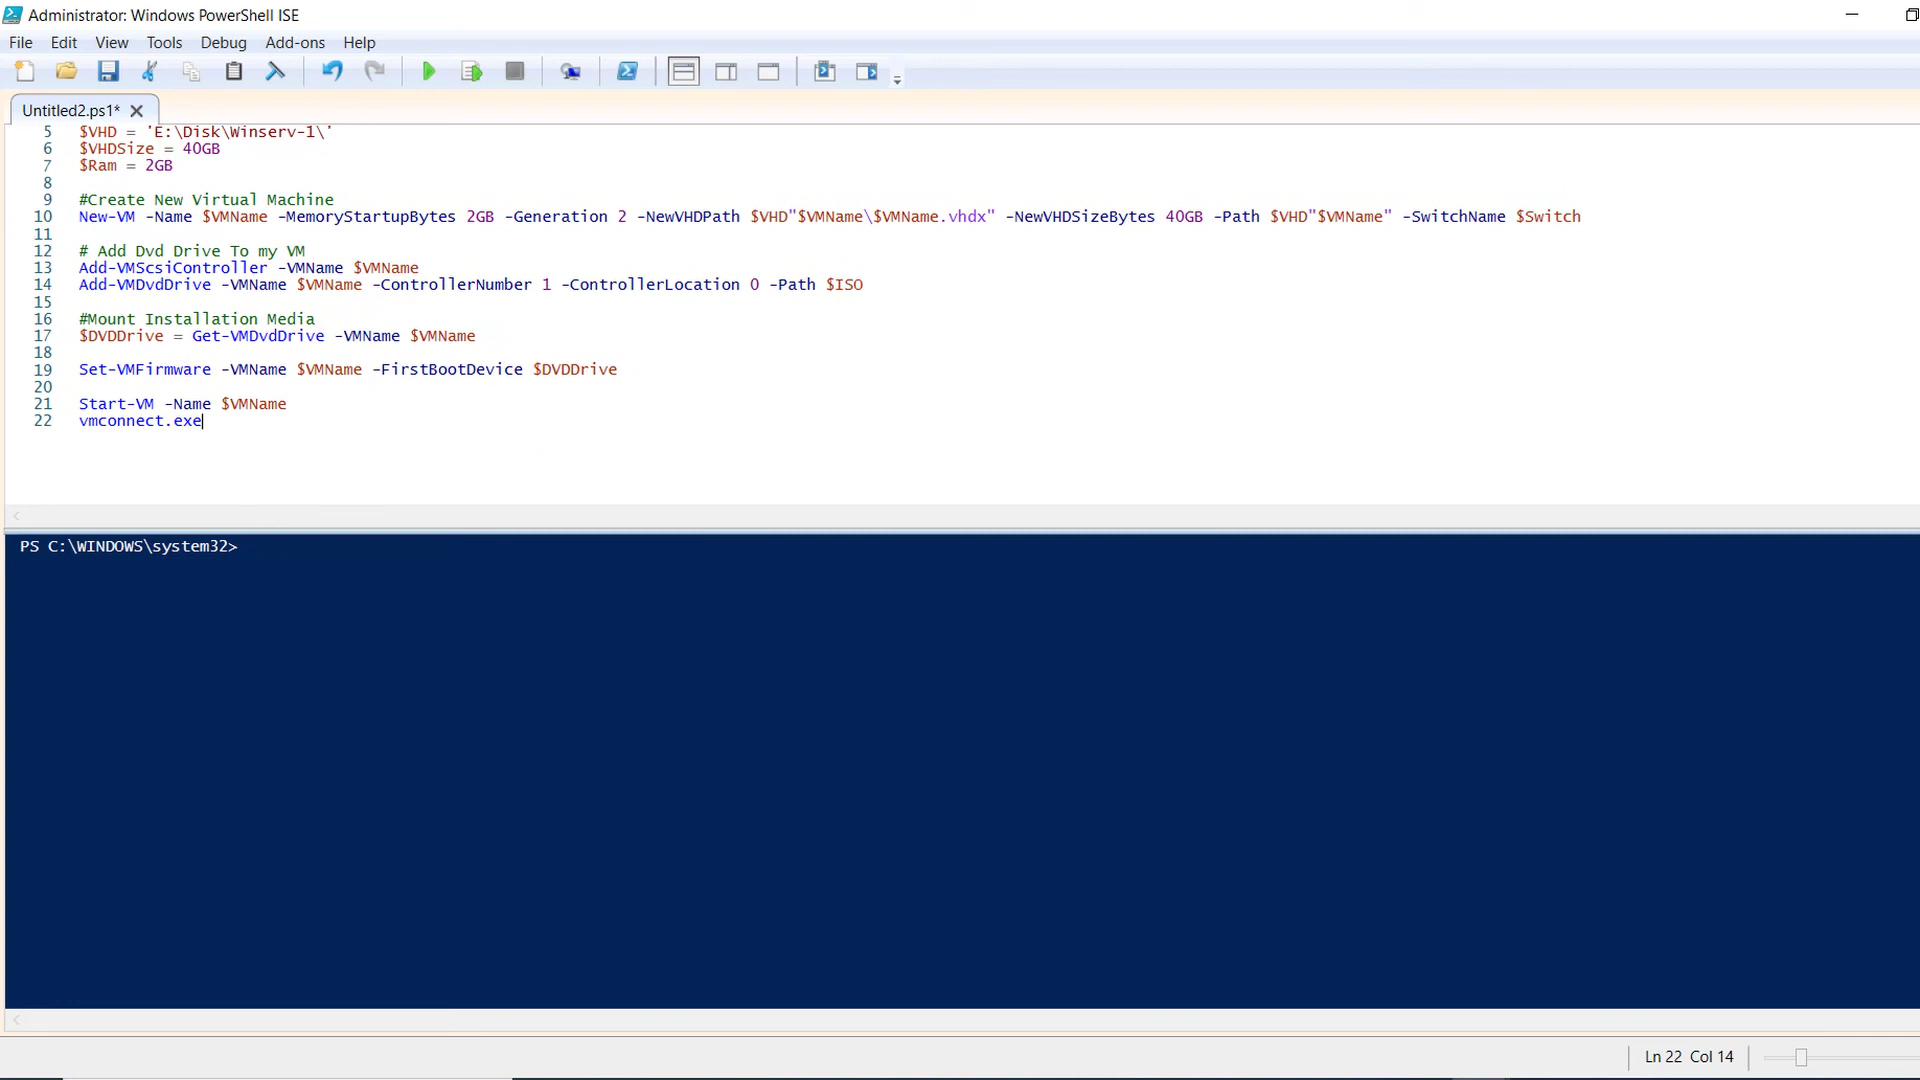 Administrator: Windows PowerShell ISE
File Edit View Tools Debug Add-ons Help
Untitled2.ps1*
5 $VHD = 'E:\Disk\Winserv-1\'
6 $VHDSize = 40GB
7 $Ram = 2GB
8
9 #Create New Virtual Machine
10 New-VM -Name $VMName -MemoryStartupBytes 2GB -Generation 2 -NewVHDPath $VHD"$VMName\$VMName.vhdx" -NewVHDSizeBytes 40GB -Path $VHD"$VMName" -SwitchName $Switch
11
12 # Add Dvd Drive To my VM
13 Add-VMScsiController -VMName $VMName
14 Add-VMDvdDrive -VMName $VMName -ControllerNumber 1 -ControllerLocation 0 -Path $ISO
15
16 #Mount Installation Media
17 $DVDDrive = Get-VMDvdDrive -VMName $VMName
18
19 Set-VMFirmware -VMName $VMName -FirstBootDevice $DVDDrive
20
21 Start-VM -Name $VMName
22 vmconnect.exe
PS C:\WINDOWS\system32>
Ln 22 Col 14